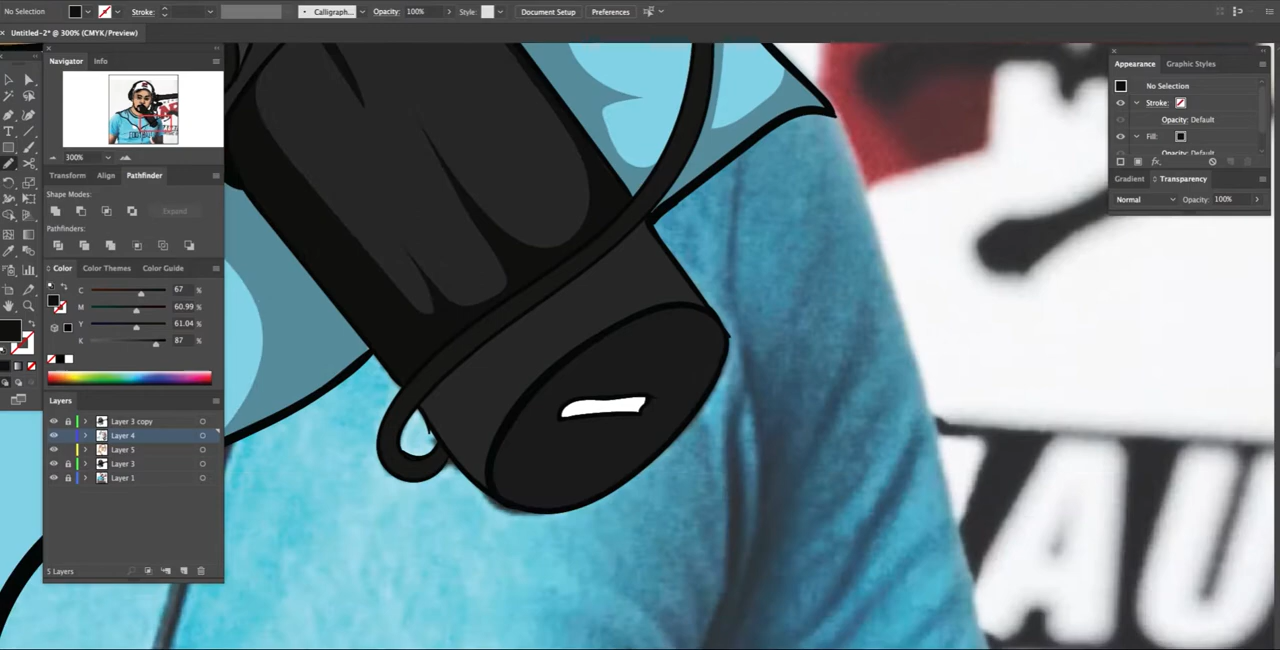 No Selection Stroke: Calligraph... Opacity: 100% Style: Document Setup Preferences
Untitled-2* @ 300% (CMYK/Preview)
Navigator Info
300%
Transform Align Pathfinder
Shape Modes:
Expand
Pathfinders:
Color Color Themes Color Guide
C 67 %
M 60.99 %
Y 61.04 %
K 87 %
Layers
Layer 3 copy
Layer 4
Layer 5
Layer 3
Layer 1
5 Layers
Appearance Graphic Styles
No Selection
Stroke:
Opacity: Default
Fill:
Opacity: Default
fx
Gradient Transparency
Normal Opacity: 100%
AU